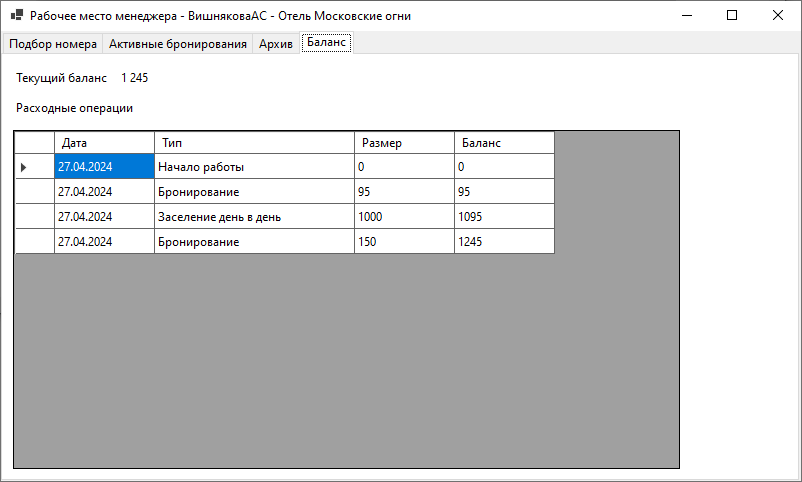 Рабочее место менеджера - ВишняковаАС - Отель Московские огни
Подбор номера Активные бронирования Архив Баланс
Текущий баланс 1 245
Расходные операции
Дата Тип Размер Баланс
27.04.2024 Начало работы 0 0
27.04.2024 Бронирование 95 95
27.04.2024 Заселение день в день 1000 1095
27.04.2024 Бронирование 150 1245